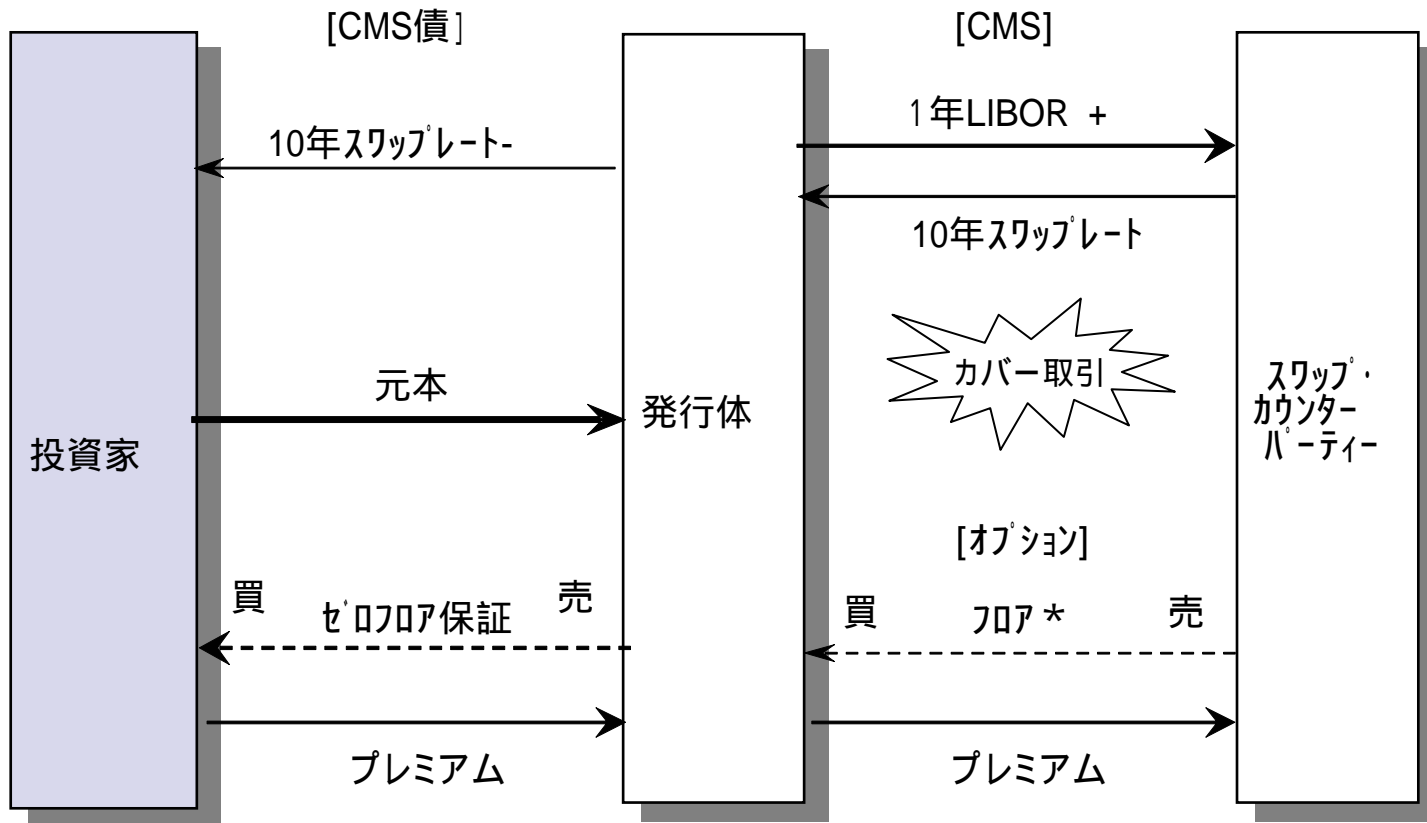 [CMS債]
[CMS]
10年ｽﾜｯﾌﾟﾚｰﾄ-
1年LIBOR +
10年ｽﾜｯﾌﾟﾚｰﾄ
元本
カバー取引
投資家
発行体
ｽﾜｯﾌﾟ・
ｶｳﾝﾀｰ
ﾊﾟｰﾃｨｰ
[ｵﾌﾟｼｮﾝ]
買
ｾﾞﾛﾌﾛｱ保証
売
買
ﾌﾛｱ＊
売
プレミアム
プレミアム